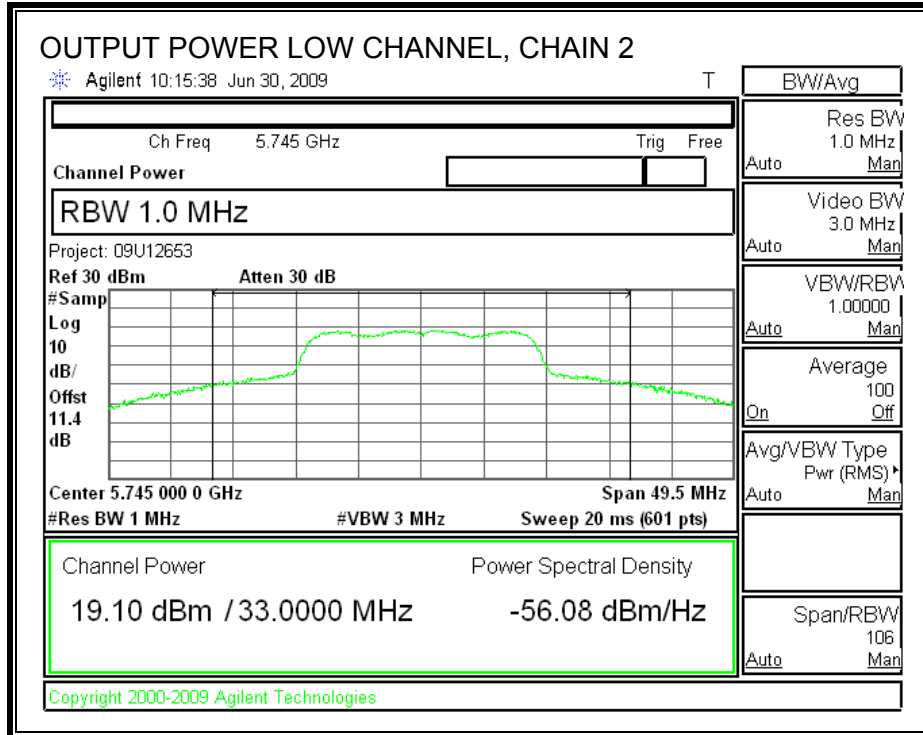 OUTPUT POWER LOW CHANNEL, CHAIN 2
Agilent 10:15:38 Jun 30, 2009 T
Ch Freq 5.745 GHz Trig Free
Channel Power
RBW 1.0 MHz
Project: 09U12653
Ref 30 dBm Atten 30 dB
#Samp
Log
10
dB/
Offst
11.4
dB
Center 5.745 000 0 GHz Span 49.5 MHz
#Res BW 1 MHz #VBW 3 MHz Sweep 20 ms (601 pts)
Channel Power Power Spectral Density
19.10 dBm / 33.0000 MHz -56.08 dBm/Hz
Copyright 2000-2009 Agilent Technologies
BW/Avg
Res BW
1.0 MHz
Auto Man
Video BW
3.0 MHz
Auto Man
VBW/RBW
1.00000
Auto Man
Average
100
On Off
Avg/VBW Type
Pwr (RMS)
Auto Man
Span/RBW
106
Auto Man